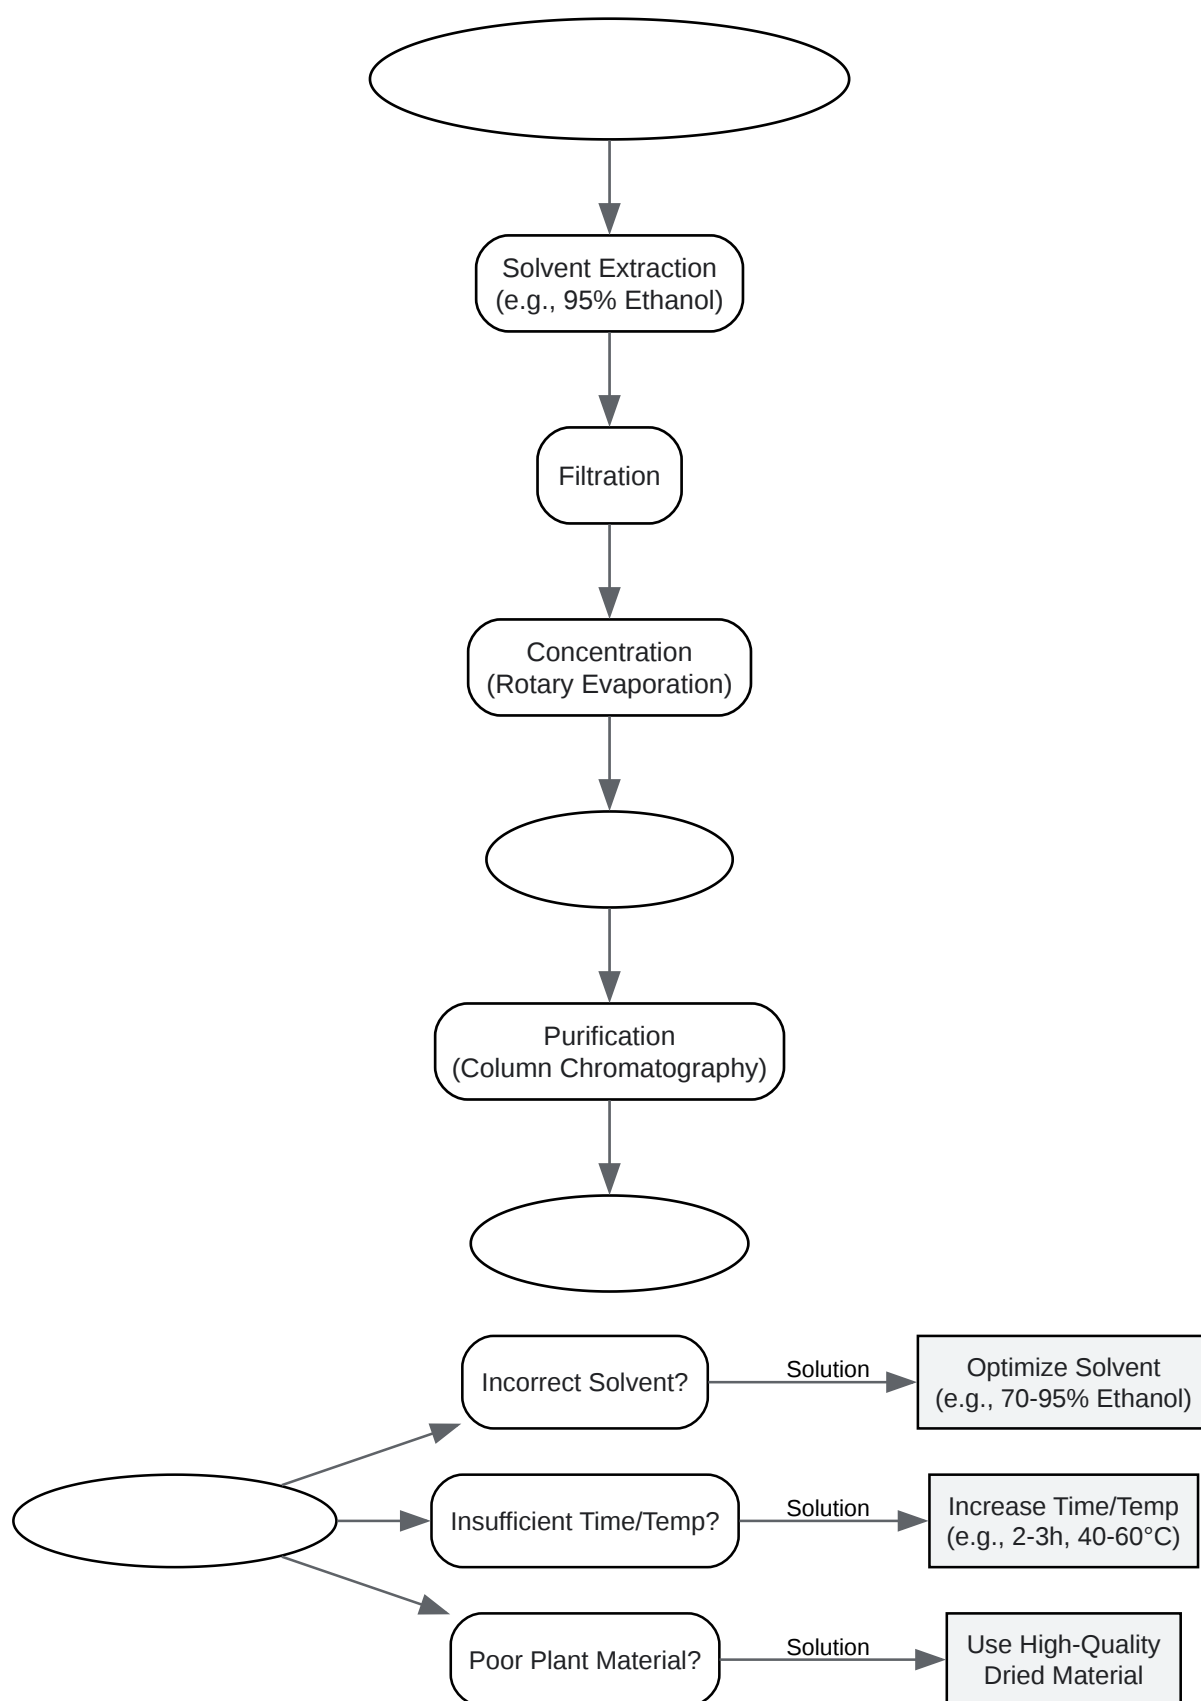 Solvent Extraction
(e.g., 95% Ethanol)
Filtration
Concentration
(Rotary Evaporation)
Purification
(Column Chromatography)
Incorrect Solvent?
Solution
Optimize Solvent
(e.g., 70-95% Ethanol)
Insufficient Time/Temp?
Solution
Increase Time/Temp
(e.g., 2-3h, 40-60°C)
Poor Plant Material?
Solution
Use High-Quality
Dried Material